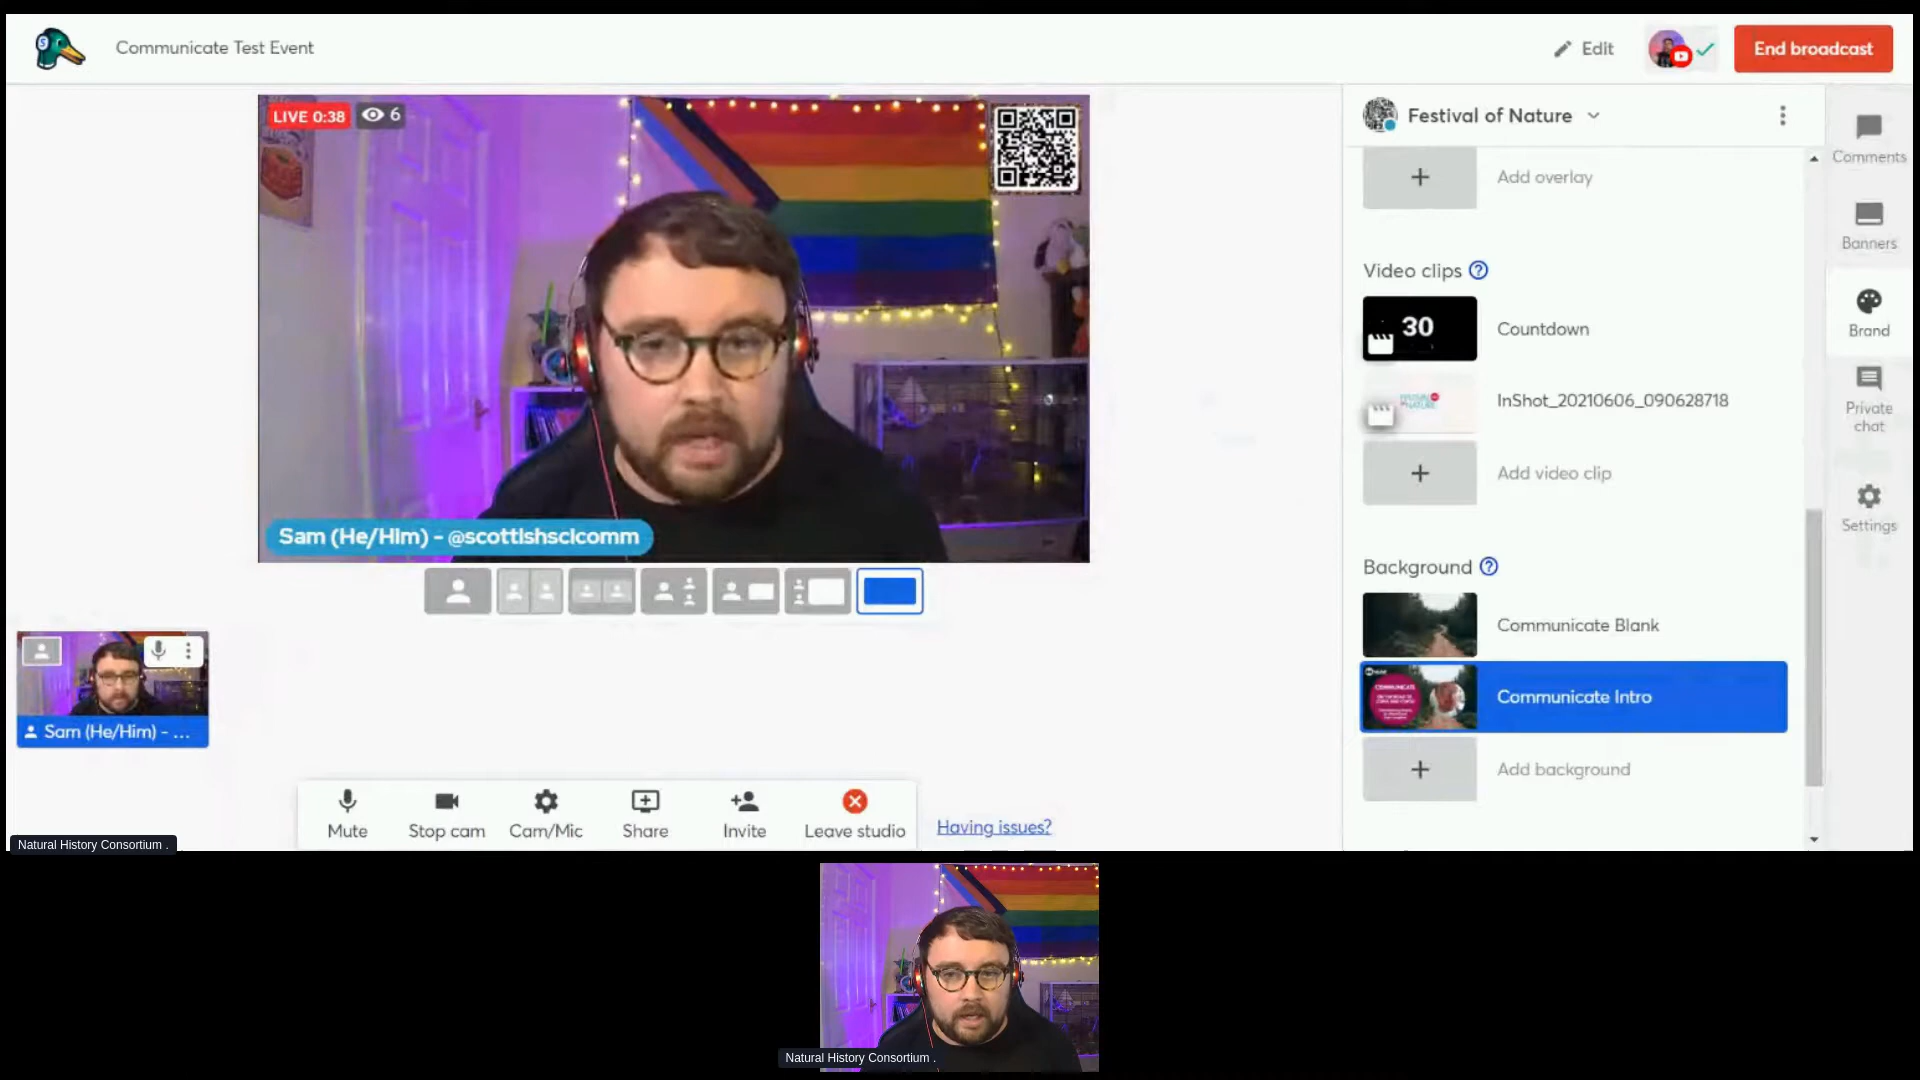 Communicate Test Event
Edit
End broadcast
LIVE 0:38
6
Festival of Nature
Comments
Add overlay
Banners
Video clips
30
Countdown
Brand
InShot_20210606_090628718
Private chat
Add video clip
Settings
Sam (He/Him) - @scottishscicomm
Background
Communicate Blank
Communicate Intro
Sam (He/Him) - ...
Add background
Mute
Stop cam
Cam/Mic
Share
Invite
Leave studio
Having issues?
Natural History Consortium .
Natural History Consortium .